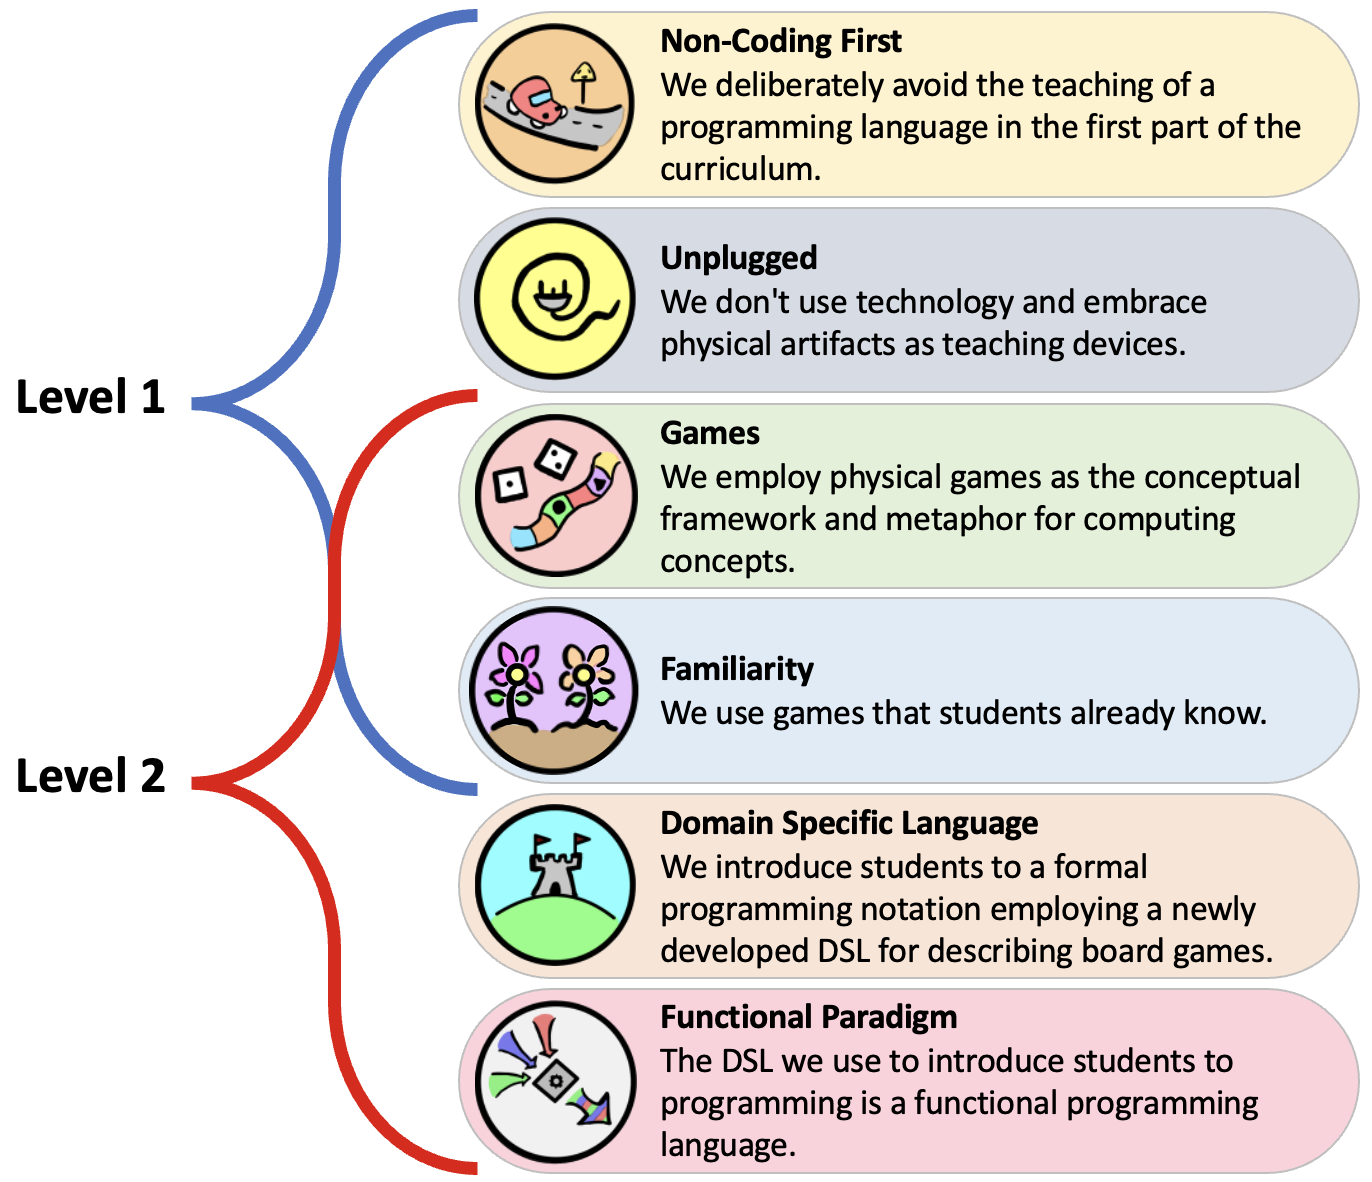 Non-Coding First
We deliberately avoid the teaching of a
programming language in the first part of the
curriculum.
Unplugged
We don't use technology and embrace
physical artifacts as teaching devices.
Level 1
Games
We employ physical games as the conceptual
framework and metaphor for computing
concepts.
Familiarity
We use games that students already know.
Level 2
Domain Specific Language
We introduce students to a formal
programming notation employing a newly
developed DSL for describing board games.
Functional Paradigm
The DSL we use to introduce students to
programming is a functional programming
language.